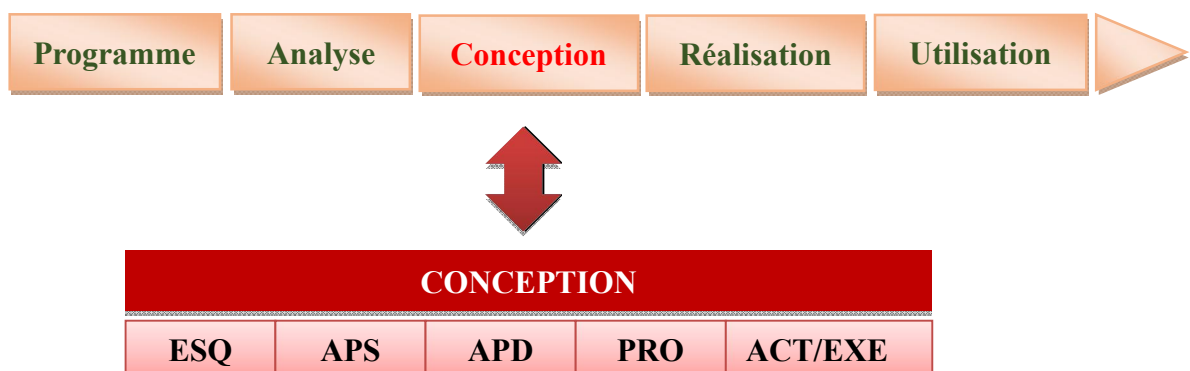 Programme Analyse Conception Réalisation Utilisation
CONCEPTION
ESQ APS APD PRO ACT/EXE